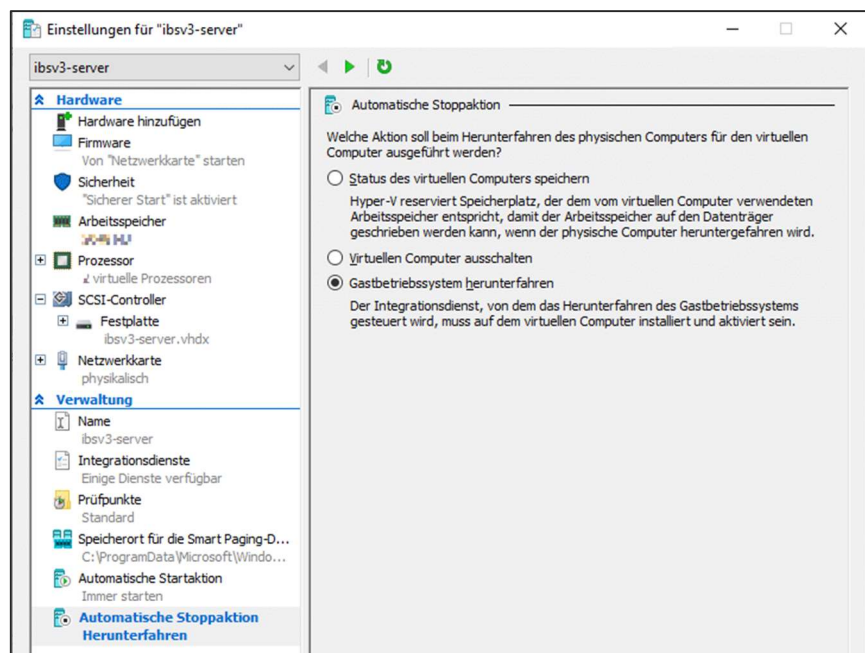 Einstellungen für "ibsv3-server"
ibsv3-server
Hardware
Hardware hinzufügen
Firmware
Von "Netzwerkkarte" starten
Sicherheit
"Sicherer Start" ist aktiviert
Arbeitsspeicher
Prozessor
virtuelle Prozessoren
SCSI-Controller
Festplatte
ibsv3-server.vhdx
Netzwerkkarte
physikalisch
Verwaltung
Name
ibsv3-server
Integrationsdienste
Einige Dienste verfügbar
Prüfpunkte
Standard
Speicherort für die Smart Paging-D...
C:\ProgramData\Microsoft\Windo...
Automatische Startaktion
Immer starten
Automatische Stoppaktion
Herunterfahren
Automatische Stoppaktion
Welche Aktion soll beim Herunterfahren des physischen Computers für den virtuellen
Computer ausgeführt werden?
Status des virtuellen Computers speichern
Hyper-V reserviert Speicherplatz, der dem vom virtuellen Computer verwendeten
Arbeitsspeicher entspricht, damit der Arbeitsspeicher auf den Datenträger
geschrieben werden kann, wenn der physische Computer heruntergefahren wird.
Virtuellen Computer ausschalten
Gastbetriebssystem herunterfahren
Der Integrationsdienst, von dem das Herunterfahren des Gastbetriebssystems
gesteuert wird, muss auf dem virtuellen Computer installiert und aktiviert sein.